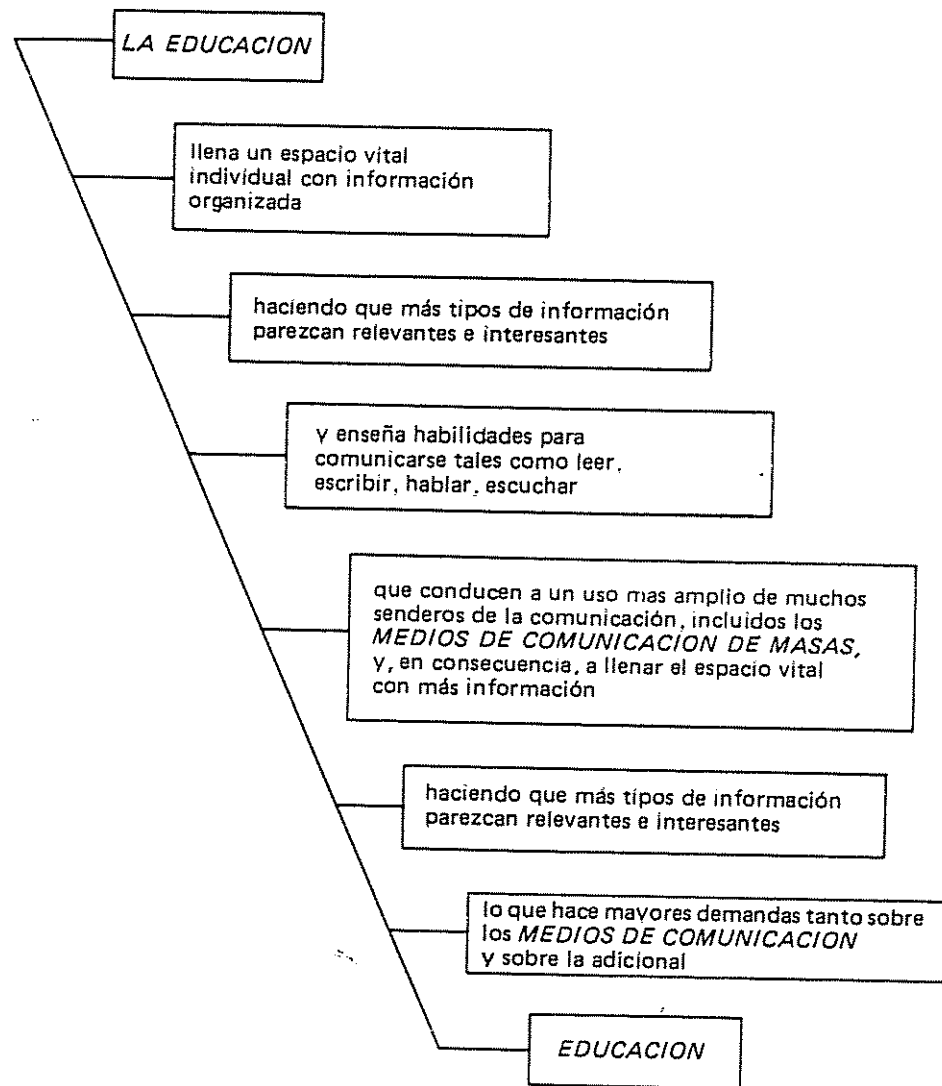 LA EDUCACION
llena un espacio vital
individual con información
organizada
haciendo que más tipos de información
parezcan relevantes e interesantes
y enseña habilidades para
comunicarse tales como leer,
escribir, hablar, escuchar
que conducen a un uso mas amplio de muchos
senderos de la comunicación, incluidos los
MEDIOS DE COMUNICACION DE MASAS,
y, en consecuencia, a llenar el espacio vital
con más información
haciendo que más tipos de información
parezcan relevantes e interesantes
lo que hace mayores demandas tanto sobre
los MEDIOS DE COMUNICACION
y sobre la adicional
EDUCACION